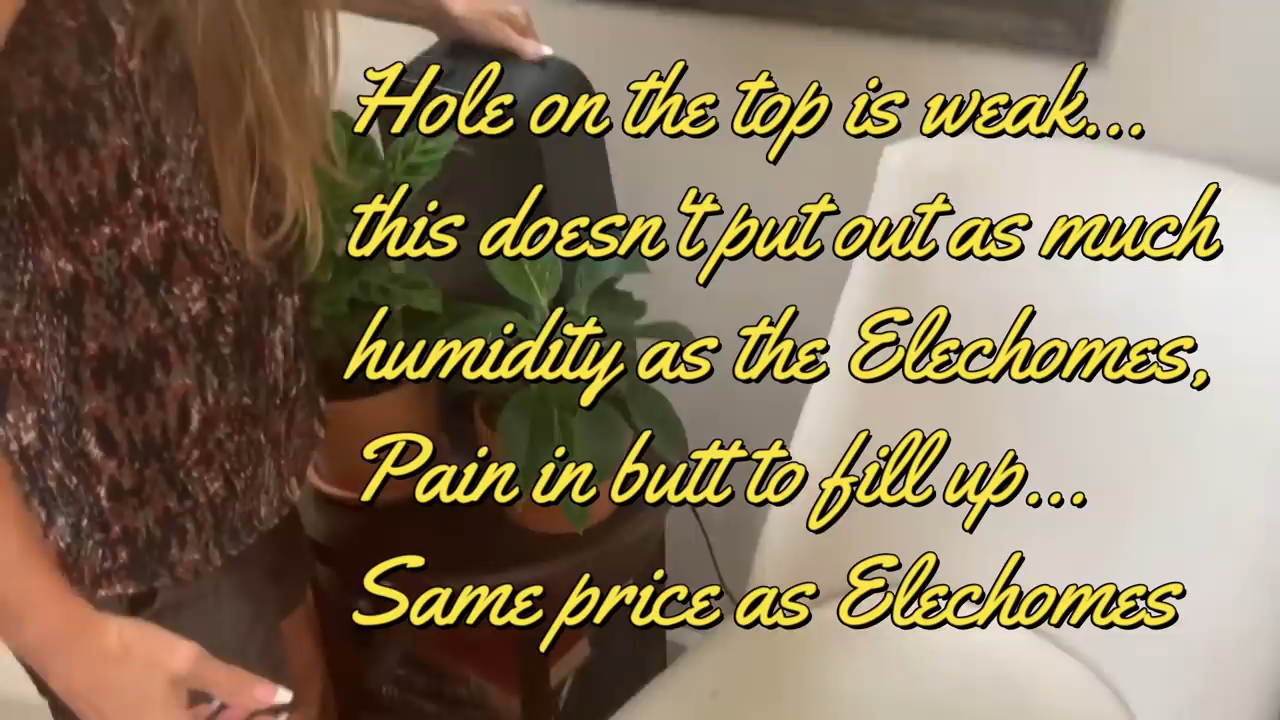 Hole on the top is weak...
this doesn't put out as much
humidity as the Elechomes,
Pain in butt to fill up...
Same price as Elechomes